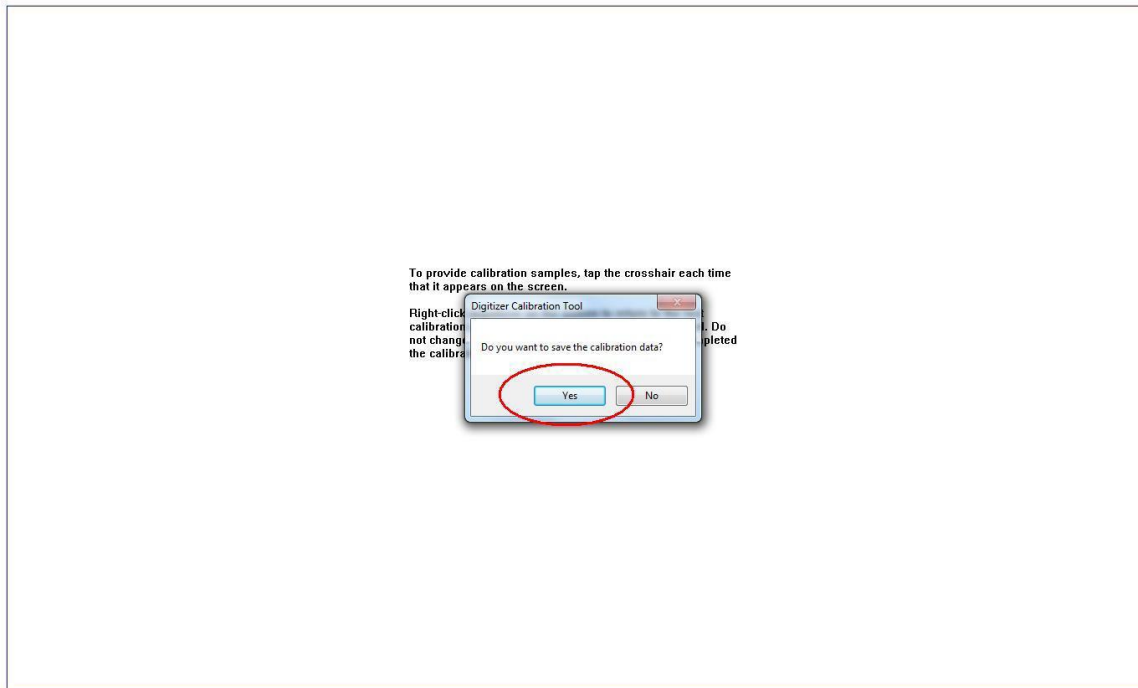 To provide calibration samples, tap the crosshair each time
that it appears on the screen.
Digitizer Calibration Tool
Right-click
calibration Do
not change
the calibra
Do you want to save the calibration data?
Yes No